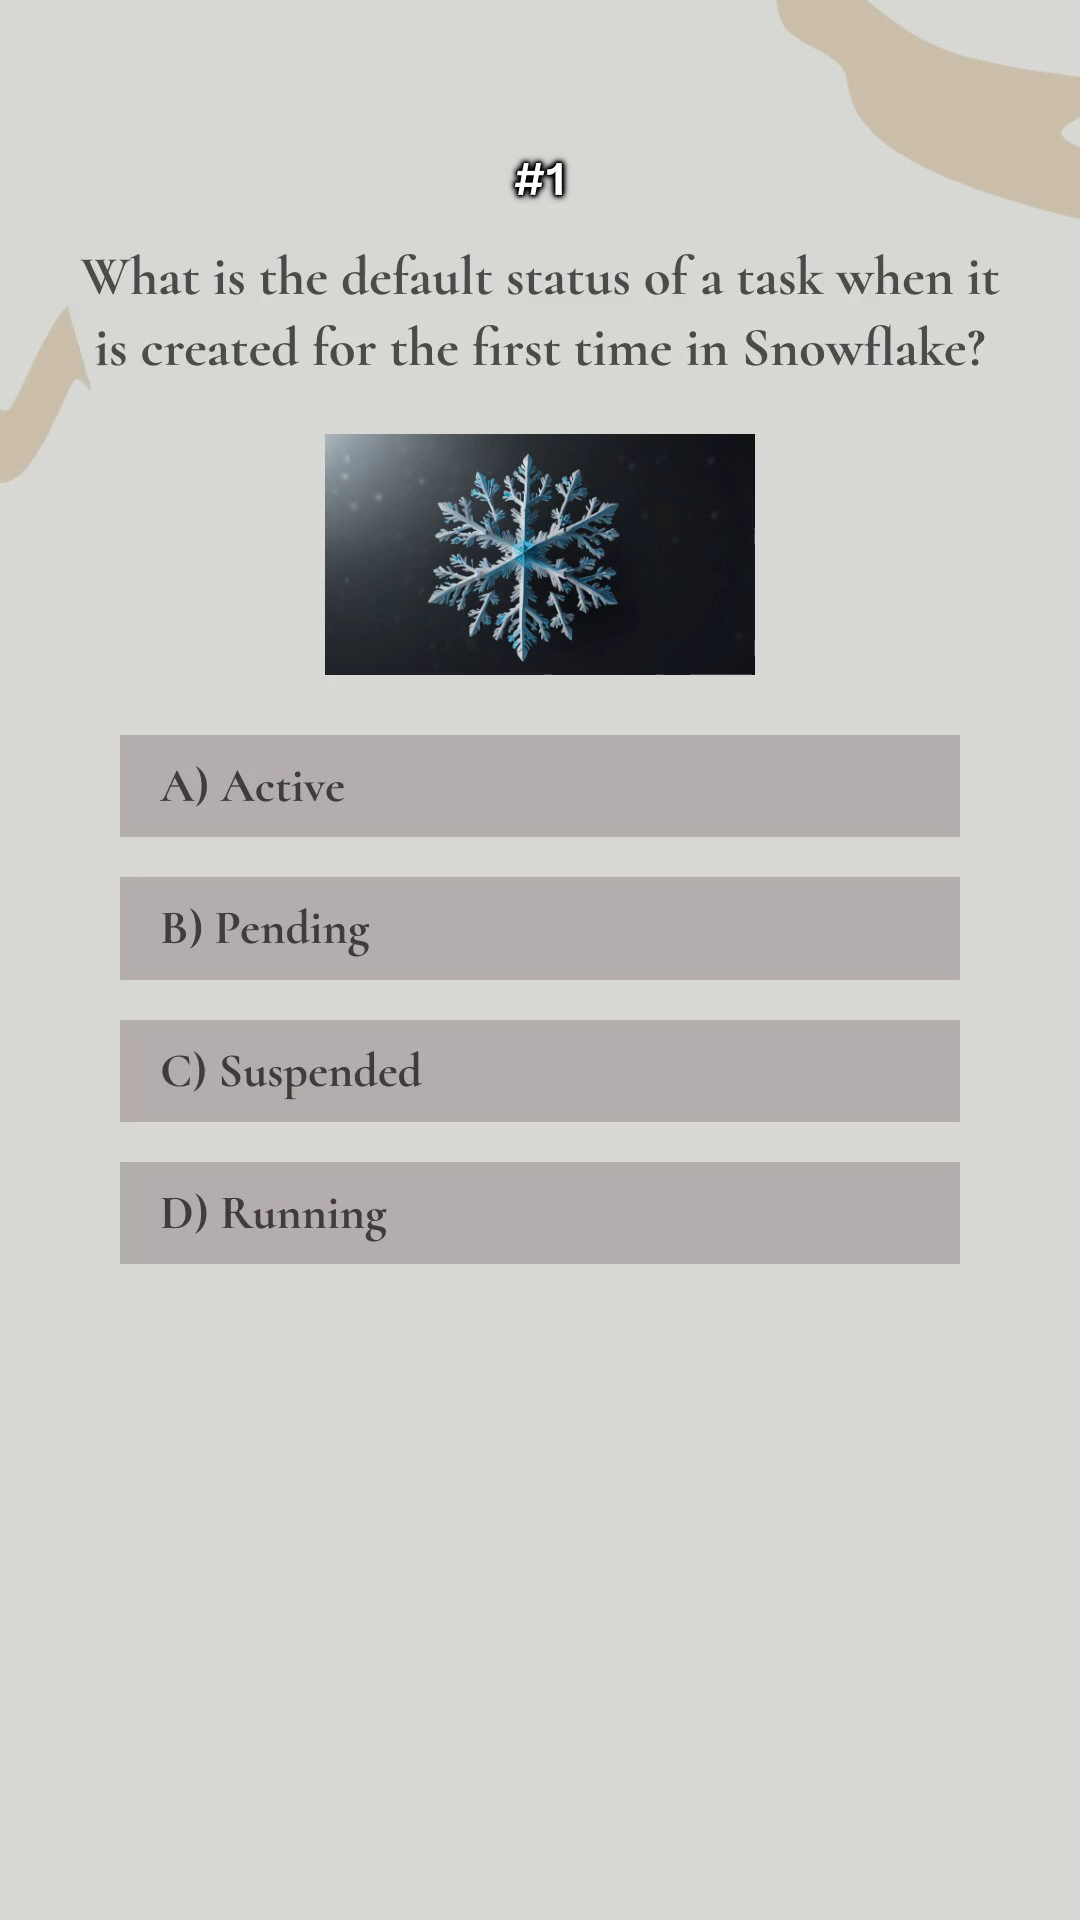 #1
What is the default status of a task when it
is created for the first time in Snowflake?
A) Active
B) Pending
C) Suspended
D) Running